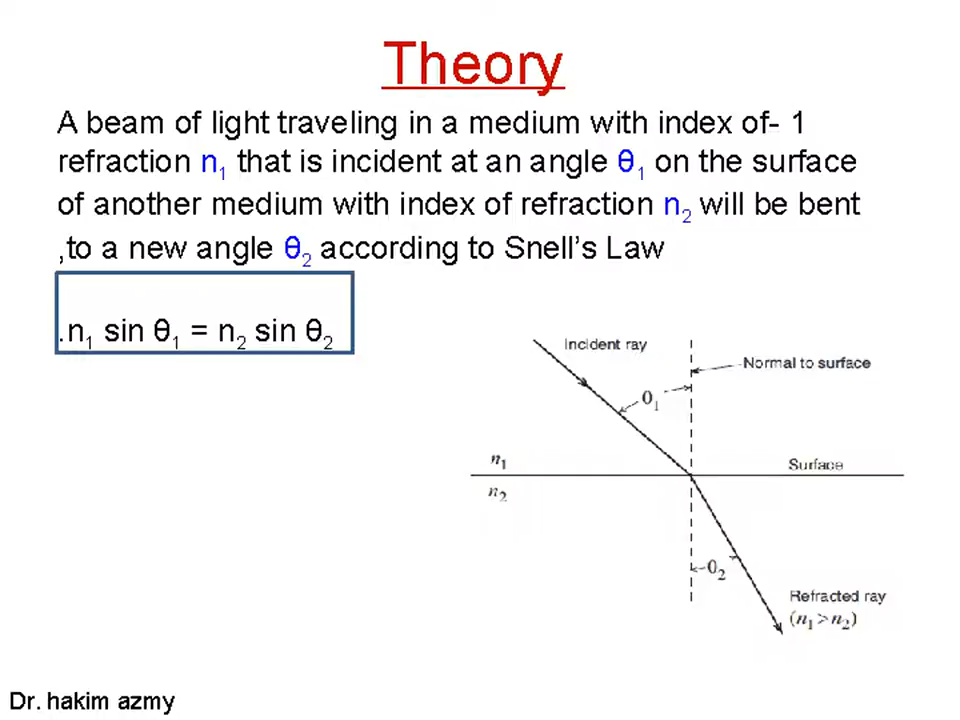 Theory
A beam of light traveling in a medium with index of- 1
refraction n₁ that is incident at an angle θ₁ on the surface
of another medium with index of refraction n₂ will be bent
,to a new angle θ₂ according to Snell's Law
.n₁ sin θ₁ = n₂ sin θ₂
Incident ray
Normal to surface
θ₁
n₁
Surface
n₂
θ₂
Refracted ray
(n₁>n₂)
Dr. hakim azmy